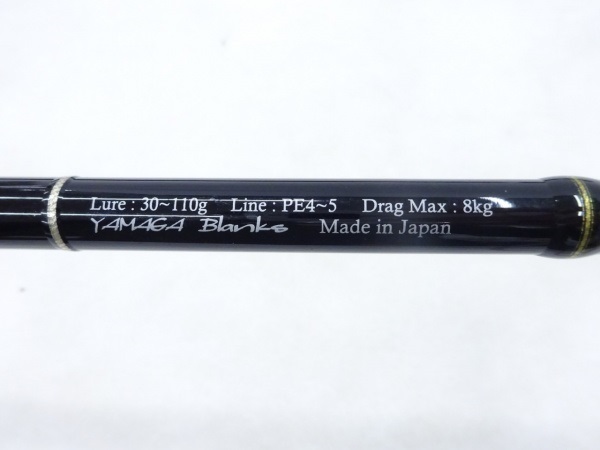 Lure : 30~110g Line : PE4~5 Drag Max : 8kg
YAMAGA Blanks Made in Japan